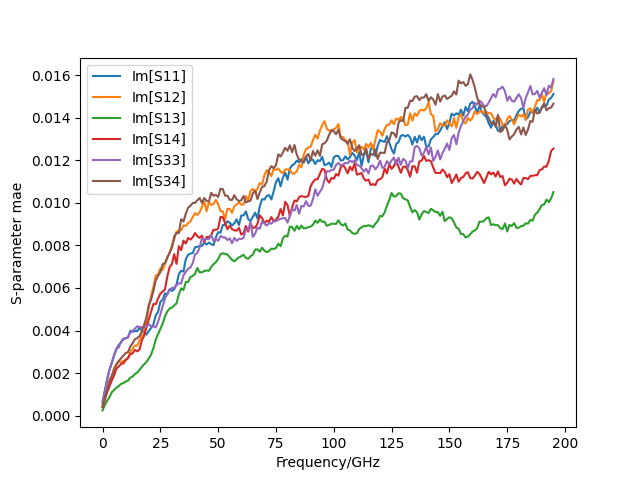 Im[S11]
Im[S12]
Im[S13]
Im[S14]
Im[S33]
Im[S34]
0.016
0.014
0.012
0.010
0.008
0.006
0.004
0.002
0.000
S-parameter mae
0 25 50 75 100 125 150 175 200
Frequency/GHz